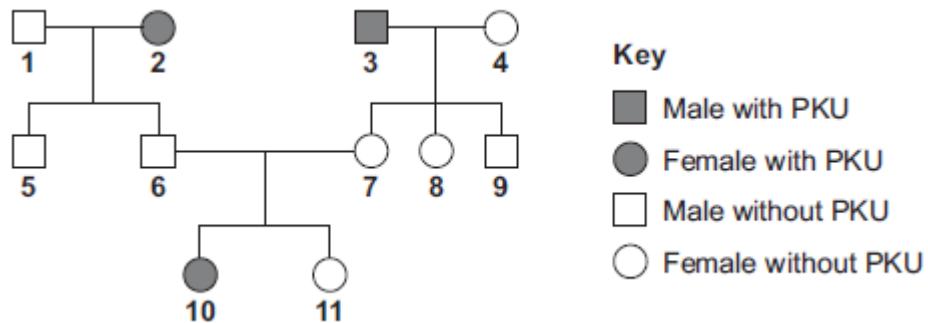 1 2 3 4
Key
Male with PKU
Female with PKU
5 6 7 8 9
Male without PKU
Female without PKU
10 11